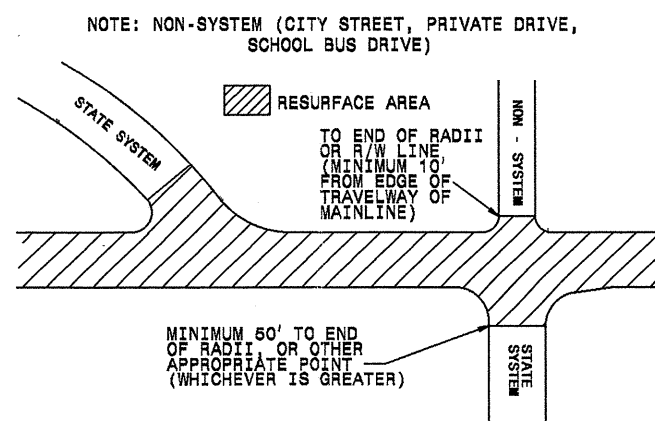 NOTE: NON-SYSTEM (CITY STREET, PRIVATE DRIVE,
SCHOOL BUS DRIVE)
STATE SYSTEM
RESURFACE AREA
TO END OF RADII
OR R/W LINE
(MINIMUM 10'
FROM EDGE OF
TRAVELWAY OF
MAINLINE)
NON - SYSTEM
MINIMUM 50' TO END
OF RADII, OR OTHER
APPROPRIATE POINT
(WHICHEVER IS GREATER)
STATE
SYSTEM